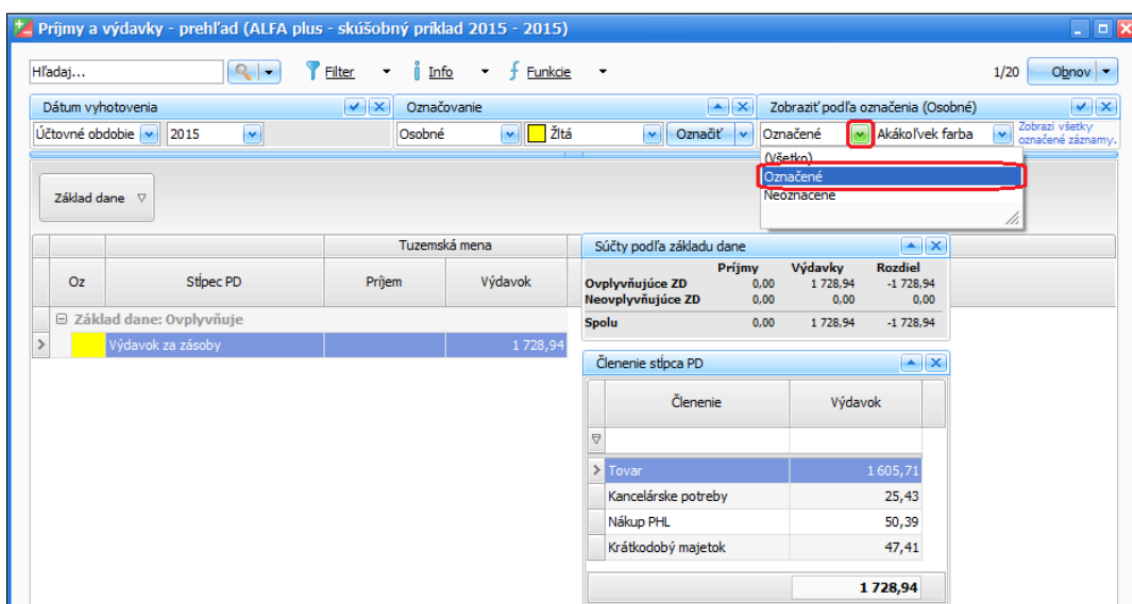 Príjmy a výdavky - prehľad (ALFA plus - skúšobný príklad 2015 - 2015)
Hľadaj... Filter Info Funkcie 1/20 Obnov
Dátum vyhotovenia Označovanie Zobraziť podľa označenia (Osobné)
Účtovné obdobie 2015 Osobné Žltá Označiť Označené Akákoľvek farba Zobrazí všetky
označené záznamy.
(Všetko)
Označené
Neoznačené
Základ dane
Tuzemská mena Súčty podľa základu dane
Oz Stĺpec PD Príjem Výdavok
Príjmy Výdavky Rozdiel
Ovplyvňujúce ZD 0,00 1 728,94 -1 728,94
Neovplyvňujúce ZD 0,00 0,00 0,00
Základ dane: Ovplyvňuje
Spolu 0,00 1 728,94 -1 728,94
Výdavok za zásoby 1 728,94
Členenie stĺpca PD
Členenie Výdavok
Tovar 1 605,71
Kancelárske potreby 25,43
Nákup PHL 50,39
Krátkodobý majetok 47,41
1 728,94